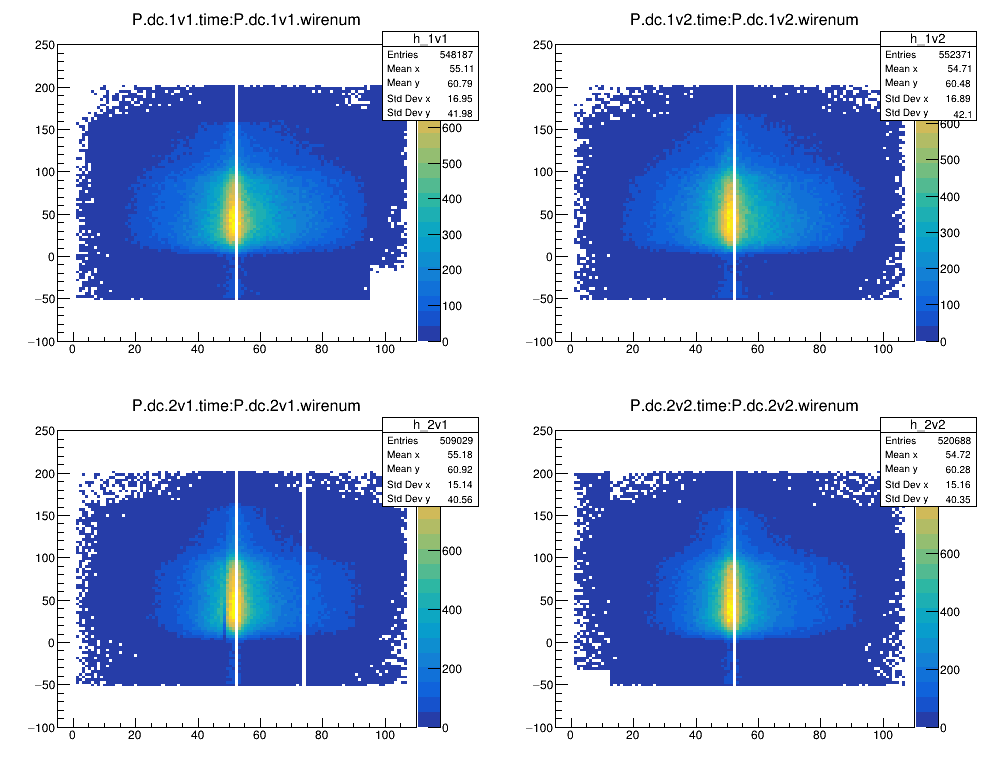 P.dc.1v1.time:P.dc.1v1.wirenum
h_1v1
Entries 548187
Mean x 55.11
Mean y 60.79
Std Dev x 16.95
Std Dev y 41.98
250
200
150
100
50
0
−50
−100
0 20 40 60 80 100
600
500
400
300
200
100
0
P.dc.1v2.time:P.dc.1v2.wirenum
h_1v2
Entries 552371
Mean x 54.71
Mean y 60.48
Std Dev x 16.89
Std Dev y 42.1
250
200
150
100
50
0
−50
−100
0 20 40 60 80 100
600
500
400
300
200
100
0
P.dc.2v1.time:P.dc.2v1.wirenum
h_2v1
Entries 509029
Mean x 55.18
Mean y 60.92
Std Dev x 15.14
Std Dev y 40.56
250
200
150
100
50
0
−50
−100
0 20 40 60 80 100
600
400
200
0
P.dc.2v2.time:P.dc.2v2.wirenum
h_2v2
Entries 520688
Mean x 54.72
Mean y 60.28
Std Dev x 15.16
Std Dev y 40.35
250
200
150
100
50
0
−50
−100
0 20 40 60 80 100
600
400
200
0